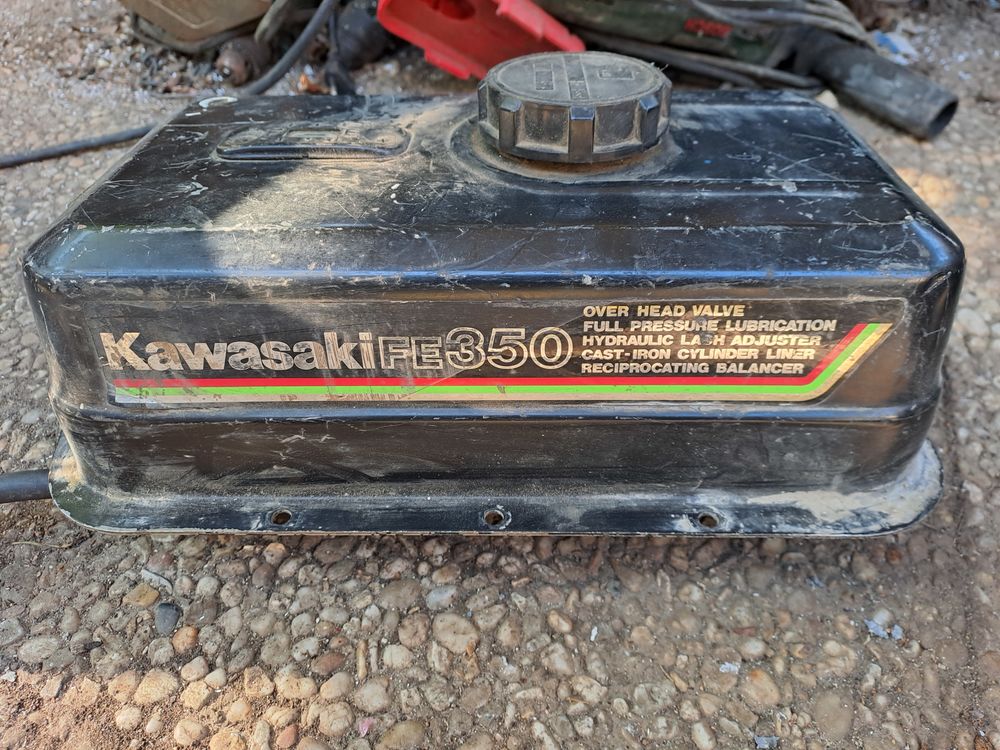 Kawasaki FE350
OVER HEAD VALVE
FULL PRESSURE LUBRICATION
HYDRAULIC LASH ADJUSTER
CAST-IRON CYLINDER LINER
RECIPROCATING BALANCER